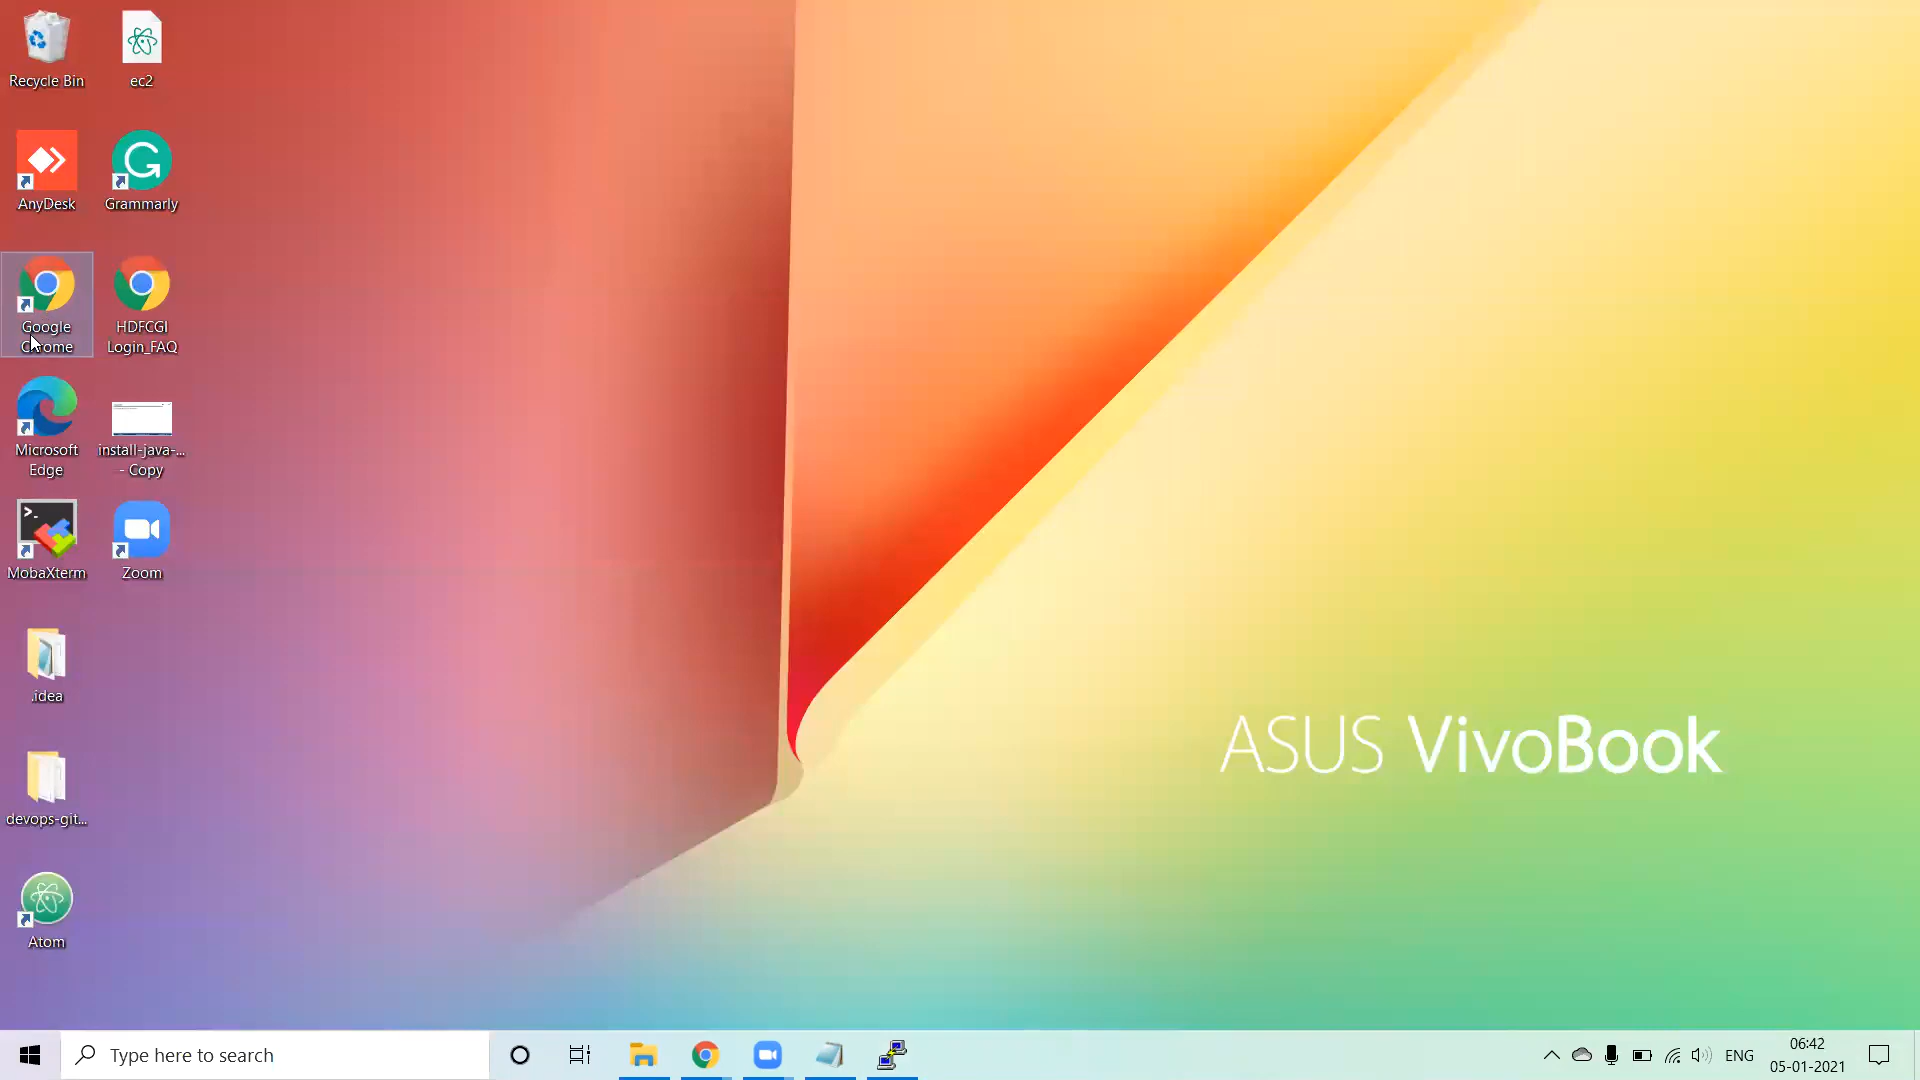 Recycle Bin
ec2
AnyDesk
Grammarly
Google
Chrome
HDFCGI
Login_FAQ
Microsoft
Edge
install-java-...
- Copy
MobaXterm
Zoom
.idea
devops-git...
Atom
ASUS VivoBook
Type here to search
ENG
06:42
05-01-2021